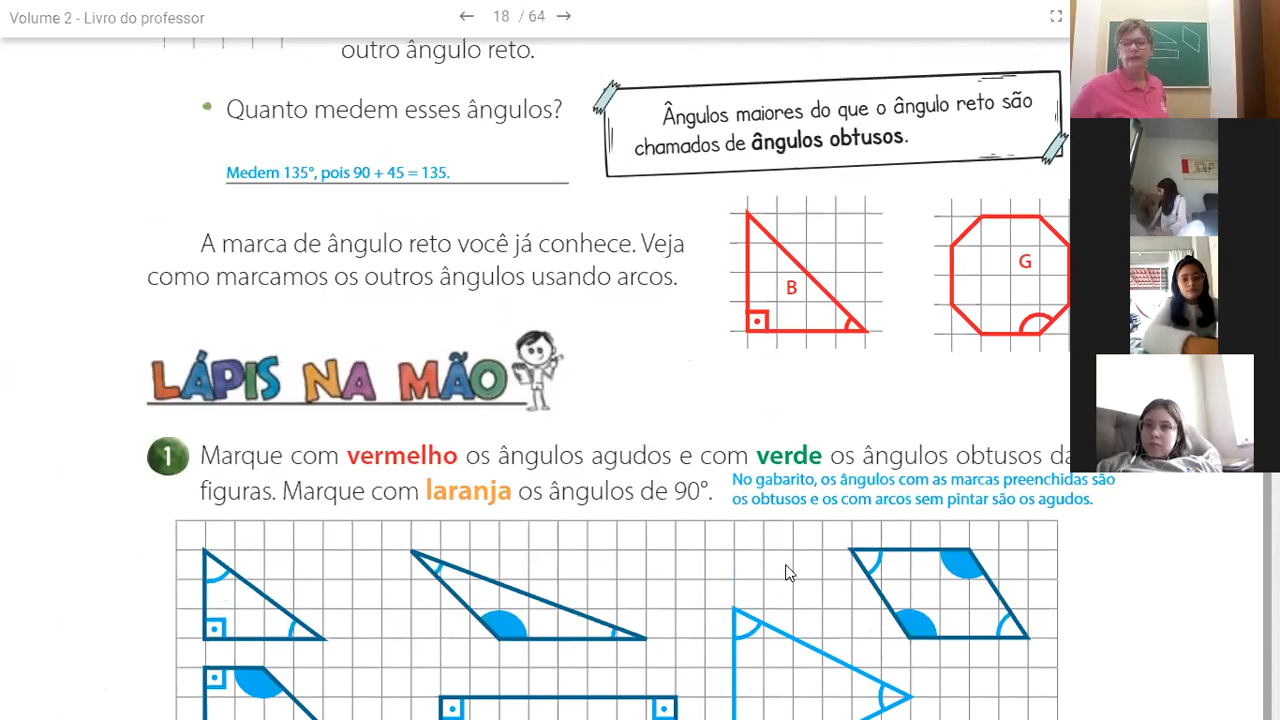 Volume 2 - Livro do professor
18 / 64
outro ângulo reto.
Quanto medem esses ângulos?
Medem 135°, pois 90 + 45 = 135.
Ângulos maiores do que o ângulo reto são
chamados de ângulos obtusos.
A marca de ângulo reto você já conhece. Veja
como marcamos os outros ângulos usando arcos.
B
G
LÁPIS NA MÃO
1 Marque com vermelho os ângulos agudos e com verde os ângulos obtusos
figuras. Marque com laranja os ângulos de 90°.
No gabarito, os ângulos com as marcas preenchidas são
os obtusos e os com arcos sem pintar são os agudos.